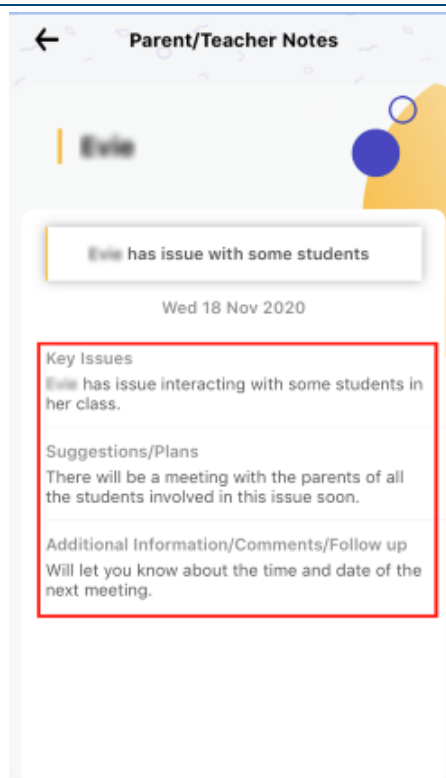 Parent/Teacher Notes
has issue with some students
Wed 18 Nov 2020
Key Issues
has issue interacting with some students in
her class.
Suggestions/Plans
There will be a meeting with the parents of all
the students involved in this issue soon.
Additional Information/Comments/Follow up
Will let you know about the time and date of the
next meeting.